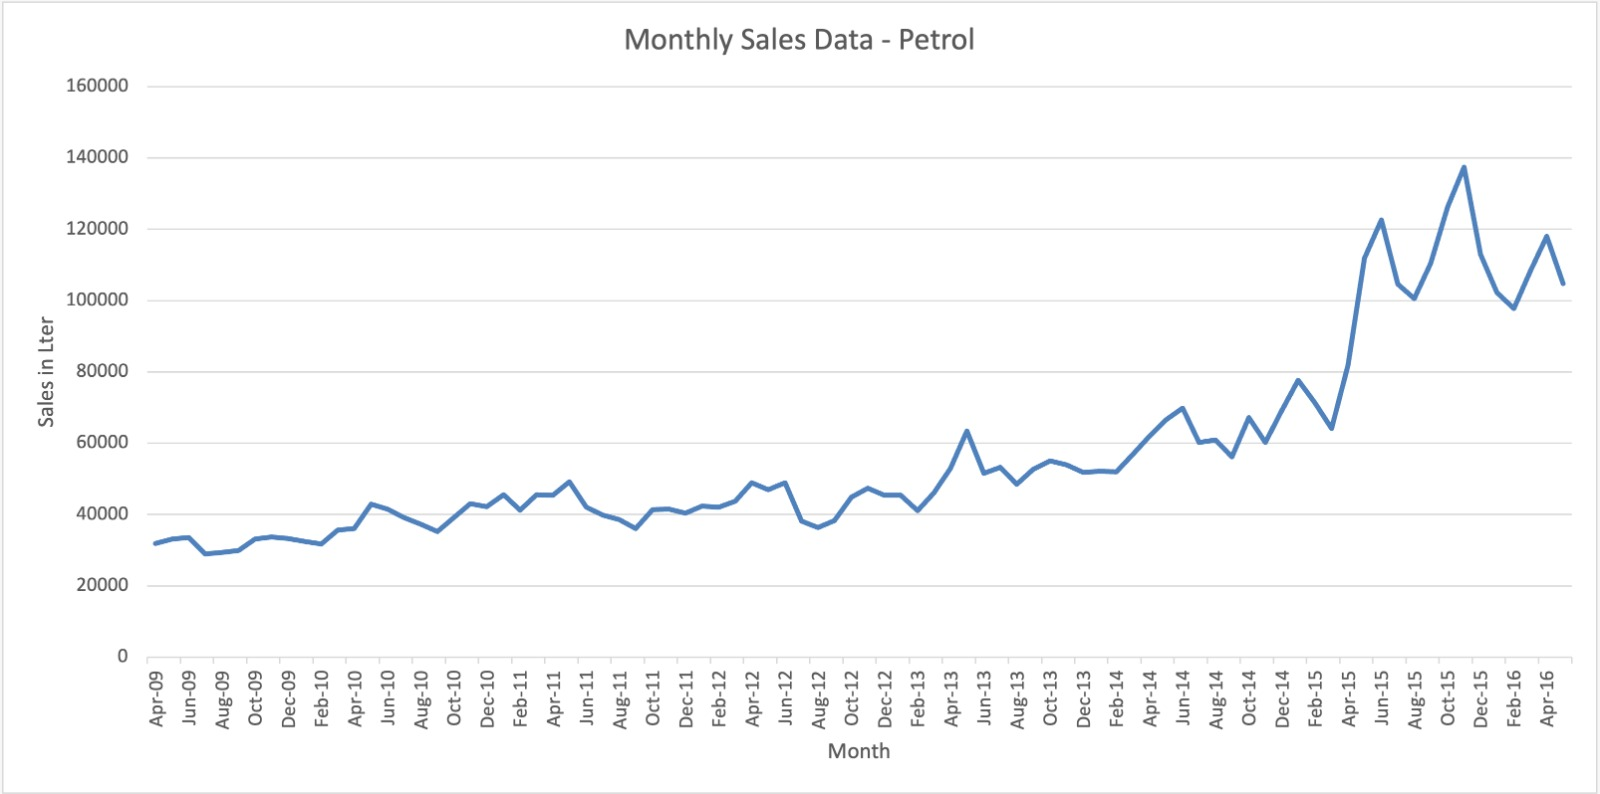 Monthly Sales Data - Petrol
160000
140000
120000
100000
80000
60000
40000
20000
0
Sales in Lter
Apr-09
Jun-09
Aug-09
Oct-09
Dec-09
Feb-10
Apr-10
Jun-10
Aug-10
Oct-10
Dec-10
Feb-11
Apr-11
Jun-11
Aug-11
Oct-11
Dec-11
Feb-12
Apr-12
Jun-12
Aug-12
Oct-12
Dec-12
Feb-13
Apr-13
Jun-13
Aug-13
Oct-13
Dec-13
Feb-14
Apr-14
Jun-14
Aug-14
Oct-14
Dec-14
Feb-15
Apr-15
Jun-15
Aug-15
Oct-15
Dec-15
Feb-16
Apr-16
Month